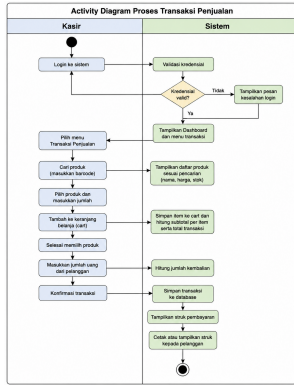 Activity Diagram Proses Transaksi Penjualan
Kasir
Sistem
Login ke sistem
Validasi kredensial
Kredensial
valid?
Tidak
Tampilkan pesan
kesalahan login
Ya
Tampilkan Dashboard
dan menu transaksi
Pilih menu
Transaksi Penjualan
Cari produk
(masukkan barcode)
Tampilkan daftar produk
sesuai pencarian
(nama, harga, stok)
Pilih produk dan
masukkan jumlah
Tambah ke keranjang
belanja (cart)
Simpan item ke cart dan
hitung subtotal per item
serta total transaksi
Selesai memilih produk
Masukkan jumlah uang
dari pelanggan
Hitung jumlah kembalian
Konfirmasi transaksi
Simpan transaksi
ke database
Tampilkan struk pembayaran
Cetak atau tampilkan struk
kepada pelanggan